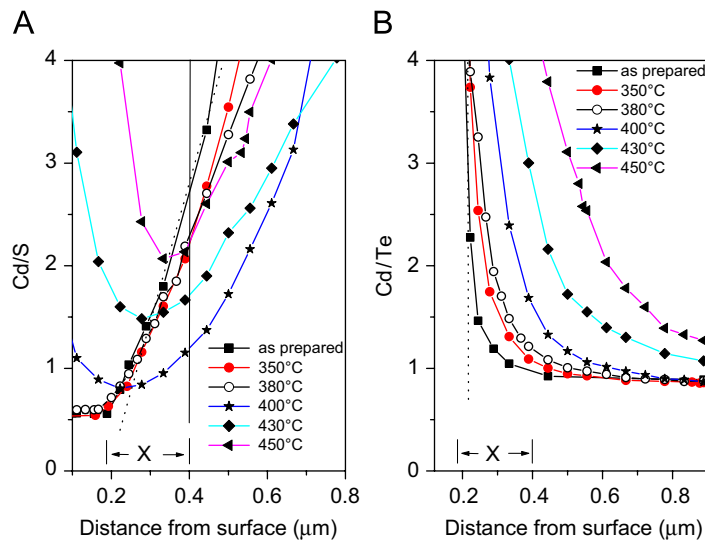 A
4
3
2
1
0
Cd/S
as prepared
350°C
380°C
400°C
430°C
450°C
X
0.2 0.4 0.6 0.8
Distance from surface (μm)
B
4
3
2
1
0
Cd/Te
as prepared
350°C
380°C
400°C
430°C
450°C
X
0.2 0.4 0.6 0.8
Distance from surface (μm)